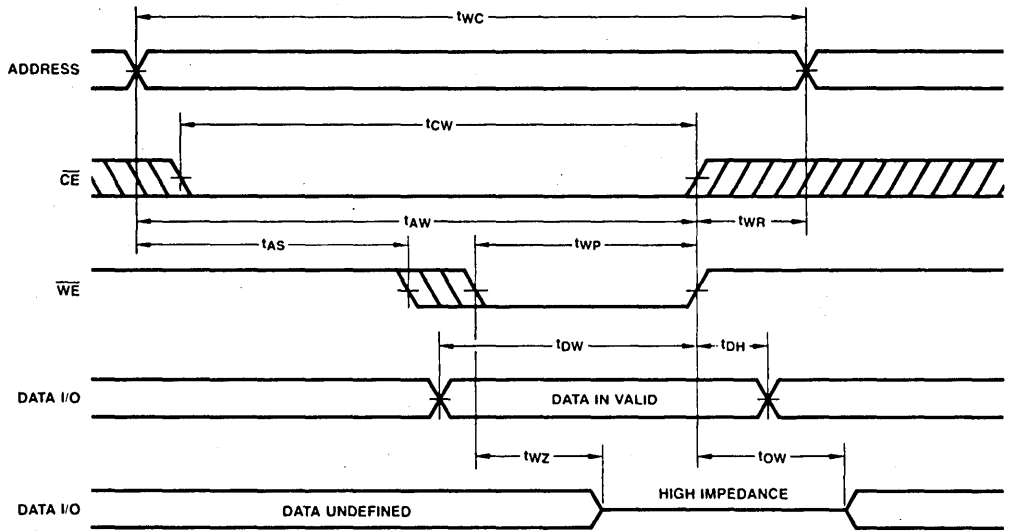 tWC
ADDRESS
tCW
CE
tAW
tWR
tAS
tWP
WE
tDW
tDH
DATA I/O
DATA IN VALID
tWZ
tOW
HIGH IMPEDANCE
DATA I/O
DATA UNDEFINED